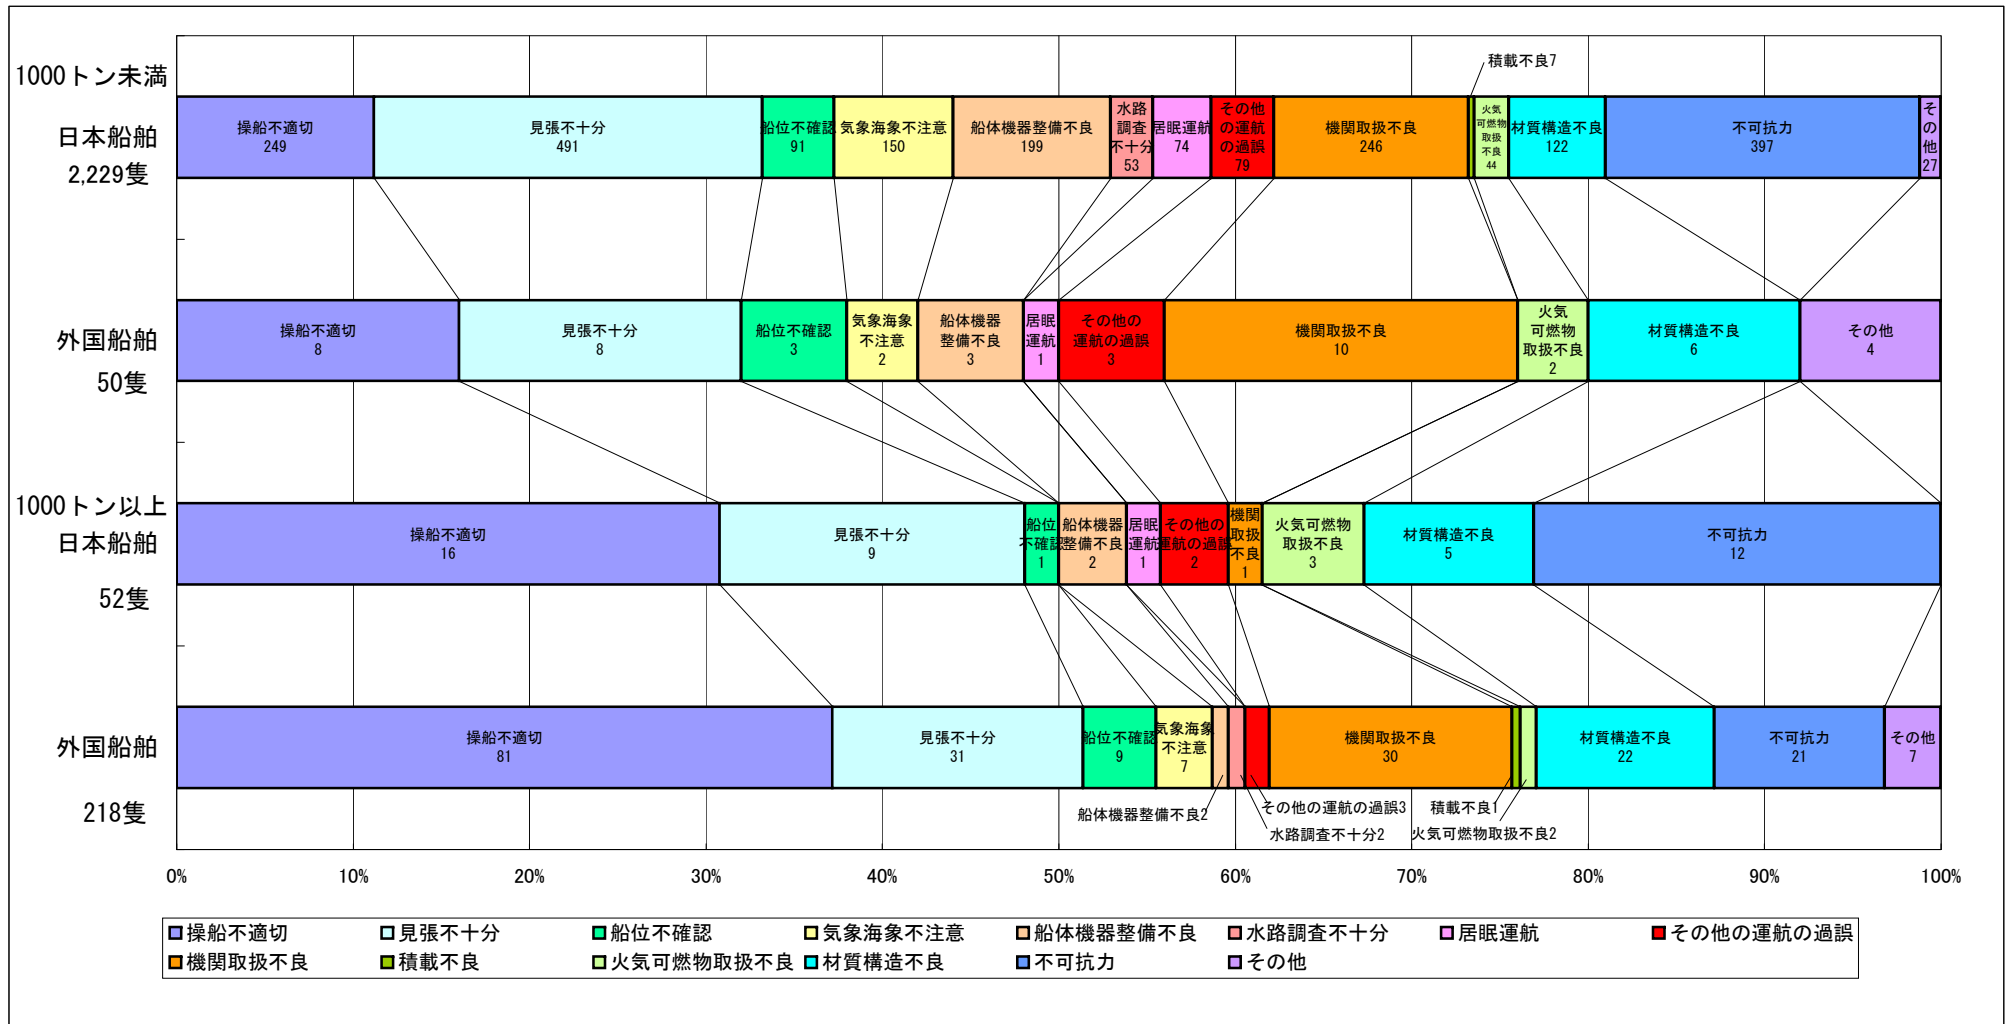 1000トン未満
日本船舶
2,229隻
操船不適切
249
見張不十分
491
船位不確認
91
気象海象不注意
150
船体機器整備不良
199
水路
調査
不十分
53
居眠運航
74
その他
の運航
の過誤
79
機関取扱不良
246
積載不良7
火気
可燃物
取扱
不良
44
材質構造不良
122
不可抗力
397
そ
の
他
27
外国船舶
50隻
操船不適切
8
見張不十分
8
船位不確認
3
気象海象
不注意
2
船体機器
整備不良
3
居眠
運航
1
その他の
運航の過誤
3
機関取扱不良
10
火気
可燃物
取扱不良
2
材質構造不良
6
その他
4
1000トン以上
日本船舶
52隻
操船不適切
16
見張不十分
9
船位
不確認
1
船体機器
整備不良
2
居眠
運航
1
その他の
運航の過誤
2
機関
取扱
不良
1
火気可燃物
取扱不良
3
材質構造不良
5
不可抗力
12
外国船舶
218隻
操船不適切
81
見張不十分
31
船位不確認
9
気象海象
不注意
7
船体機器整備不良2
水路調査不十分2
その他の運航の過誤3
機関取扱不良
30
積載不良1
火気可燃物取扱不良2
材質構造不良
22
不可抗力
21
その他
7
0% 10% 20% 30% 40% 50% 60% 70% 80% 90% 100%
操船不適切 見張不十分 船位不確認 気象海象不注意 船体機器整備不良 水路調査不十分 居眠運航 その他の運航の過誤
機関取扱不良 積載不良 火気可燃物取扱不良 材質構造不良 不可抗力 その他